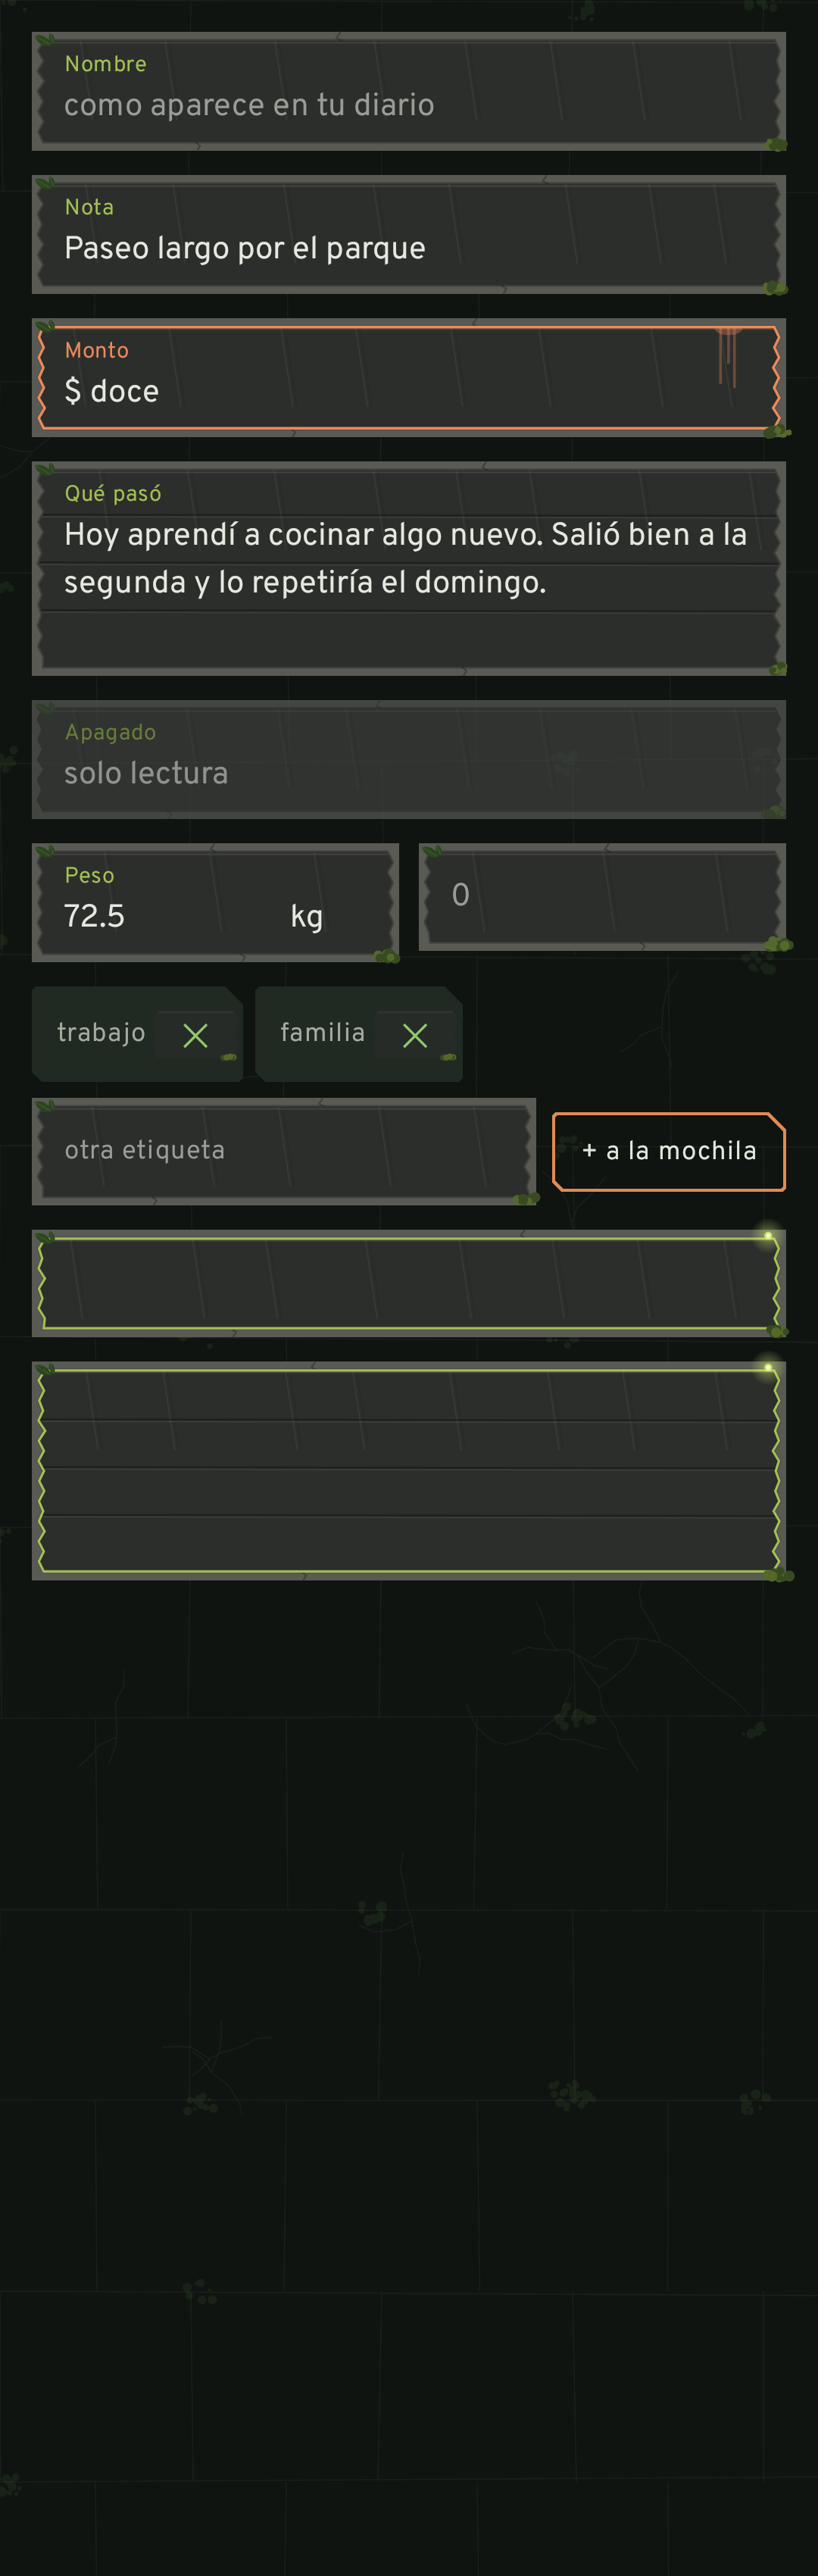 Nombre
como aparece en tu diario
Nota
Paseo largo por el parque
Monto
$ doce
Qué pasó
Hoy aprendí a cocinar algo nuevo. Salió bien a la
segunda y lo repetiría el domingo.
Apagado
solo lectura
Peso
72.5 kg
0
trabajo
familia
otra etiqueta
+ a la mochila